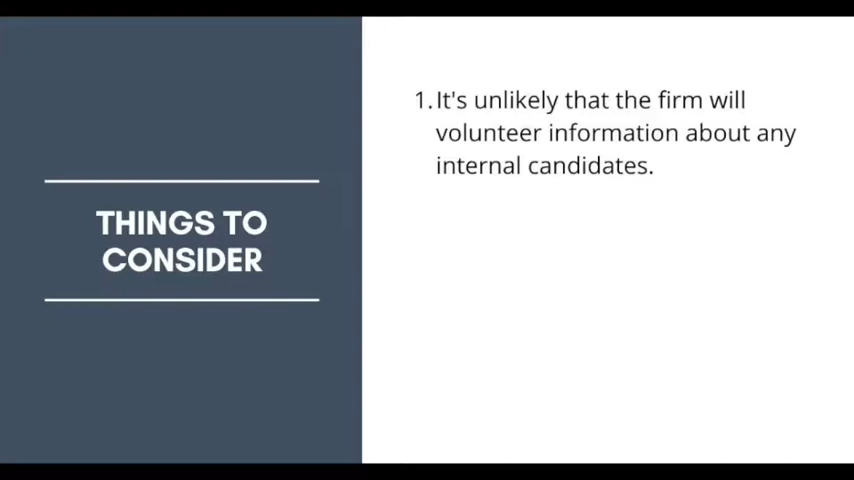 THINGS TO
CONSIDER
1. It's unlikely that the firm will
volunteer information about any
internal candidates.